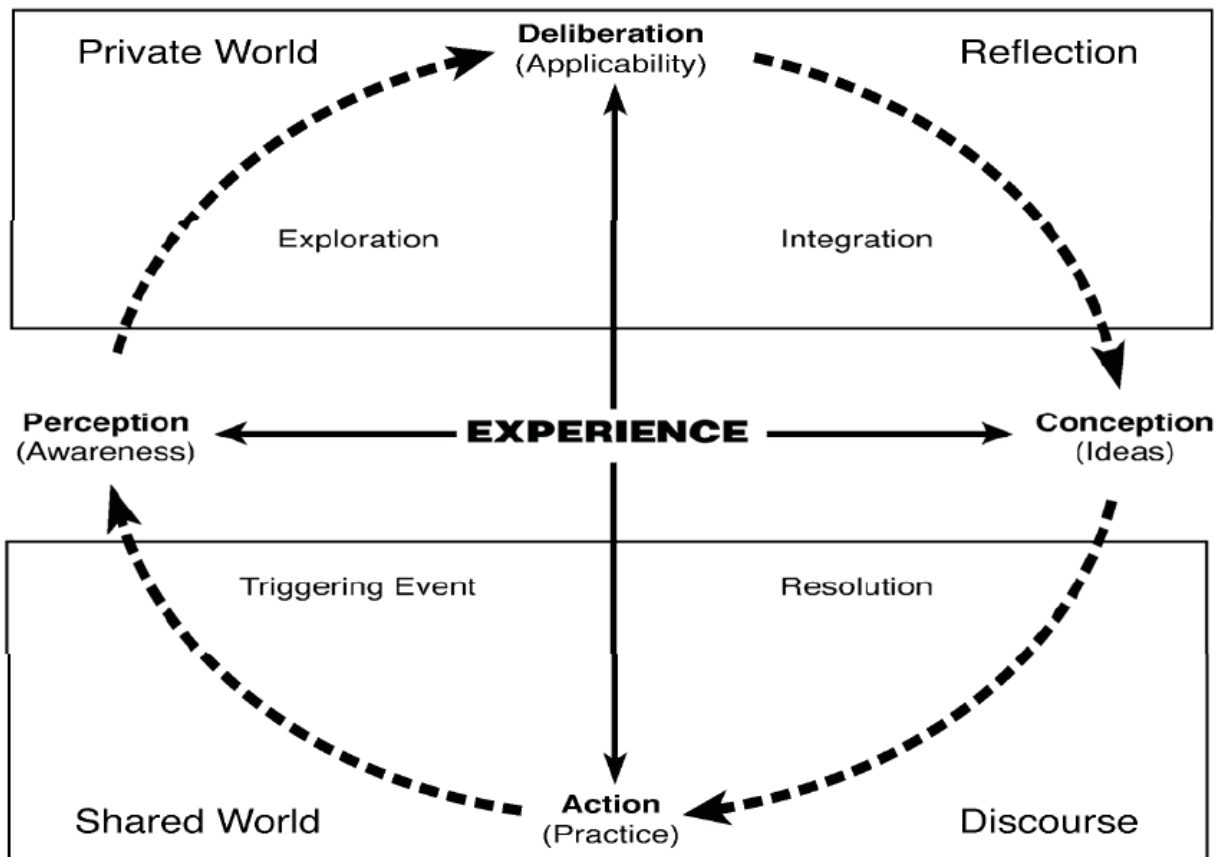 Private World
Deliberation
(Applicability)
Reflection
Exploration
Integration
Perception
(Awareness)
EXPERIENCE
Conception
(Ideas)
Triggering Event
Resolution
Shared World
Action
(Practice)
Discourse